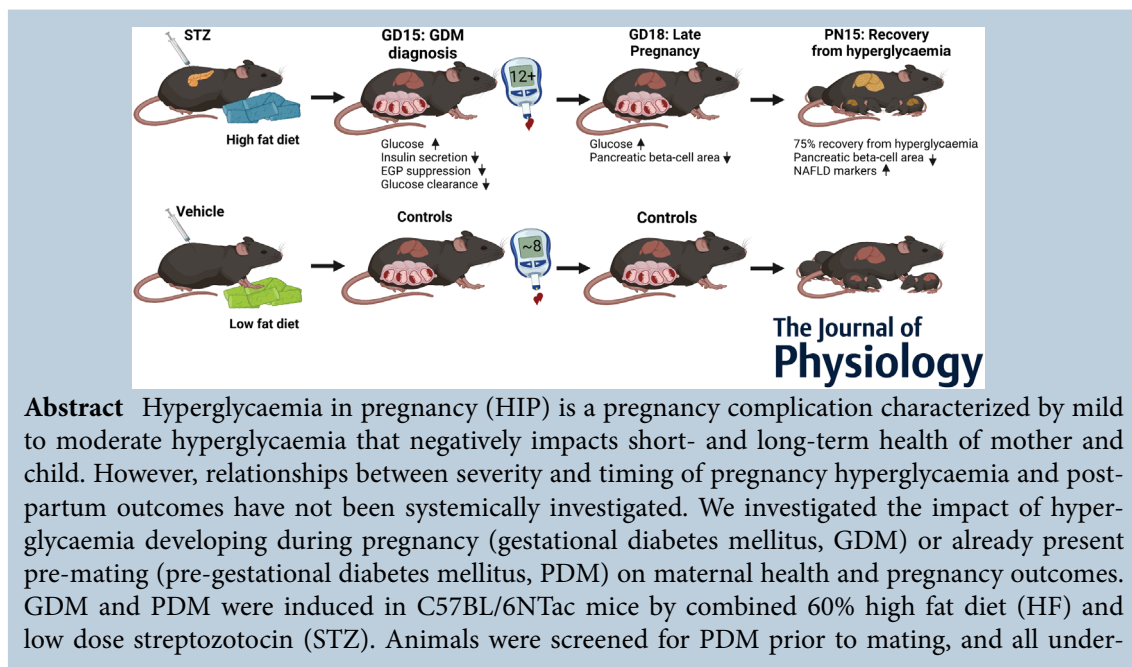 STZ
GD15: GDM
diagnosis
GD18: Late
Pregnancy
PN15: Recovery
from hyperglycaemia
12+
High fat diet
Glucose ↑
Insulin secretion ↓
EGP suppression ↓
Glucose clearance ↓
Glucose ↑
Pancreatic beta-cell area ↓
75% recovery from hyperglycaemia
Pancreatic beta-cell area ↓
NAFLD markers ↑
Vehicle
Controls
Controls
~8
Low fat diet
The Journal of
Physiology
Abstract Hyperglycaemia in pregnancy (HIP) is a pregnancy complication characterized by mild
to moderate hyperglycaemia that negatively impacts short- and long-term health of mother and
child. However, relationships between severity and timing of pregnancy hyperglycaemia and post-
partum outcomes have not been systemically investigated. We investigated the impact of hyper-
glycaemia developing during pregnancy (gestational diabetes mellitus, GDM) or already present
pre-mating (pre-gestational diabetes mellitus, PDM) on maternal health and pregnancy outcomes.
GDM and PDM were induced in C57BL/6NTac mice by combined 60% high fat diet (HF) and
low dose streptozotocin (STZ). Animals were screened for PDM prior to mating, and all under-